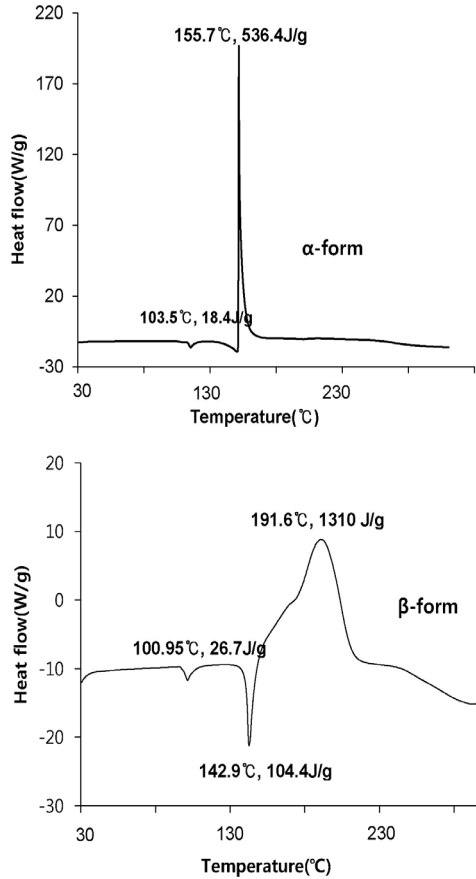 220
155.7℃, 536.4J/g
170
120
70
α-form
20
103.5℃, 18.4J/g
-30
30
130
230
Temperature(℃)
Heat flow(W/g)
20
10
191.6℃, 1310 J/g
0
β-form
100.95℃, 26.7J/g
-10
-20
142.9℃, 104.4J/g
-30
30
130
230
Temperature(℃)
Heat flow(W/g)